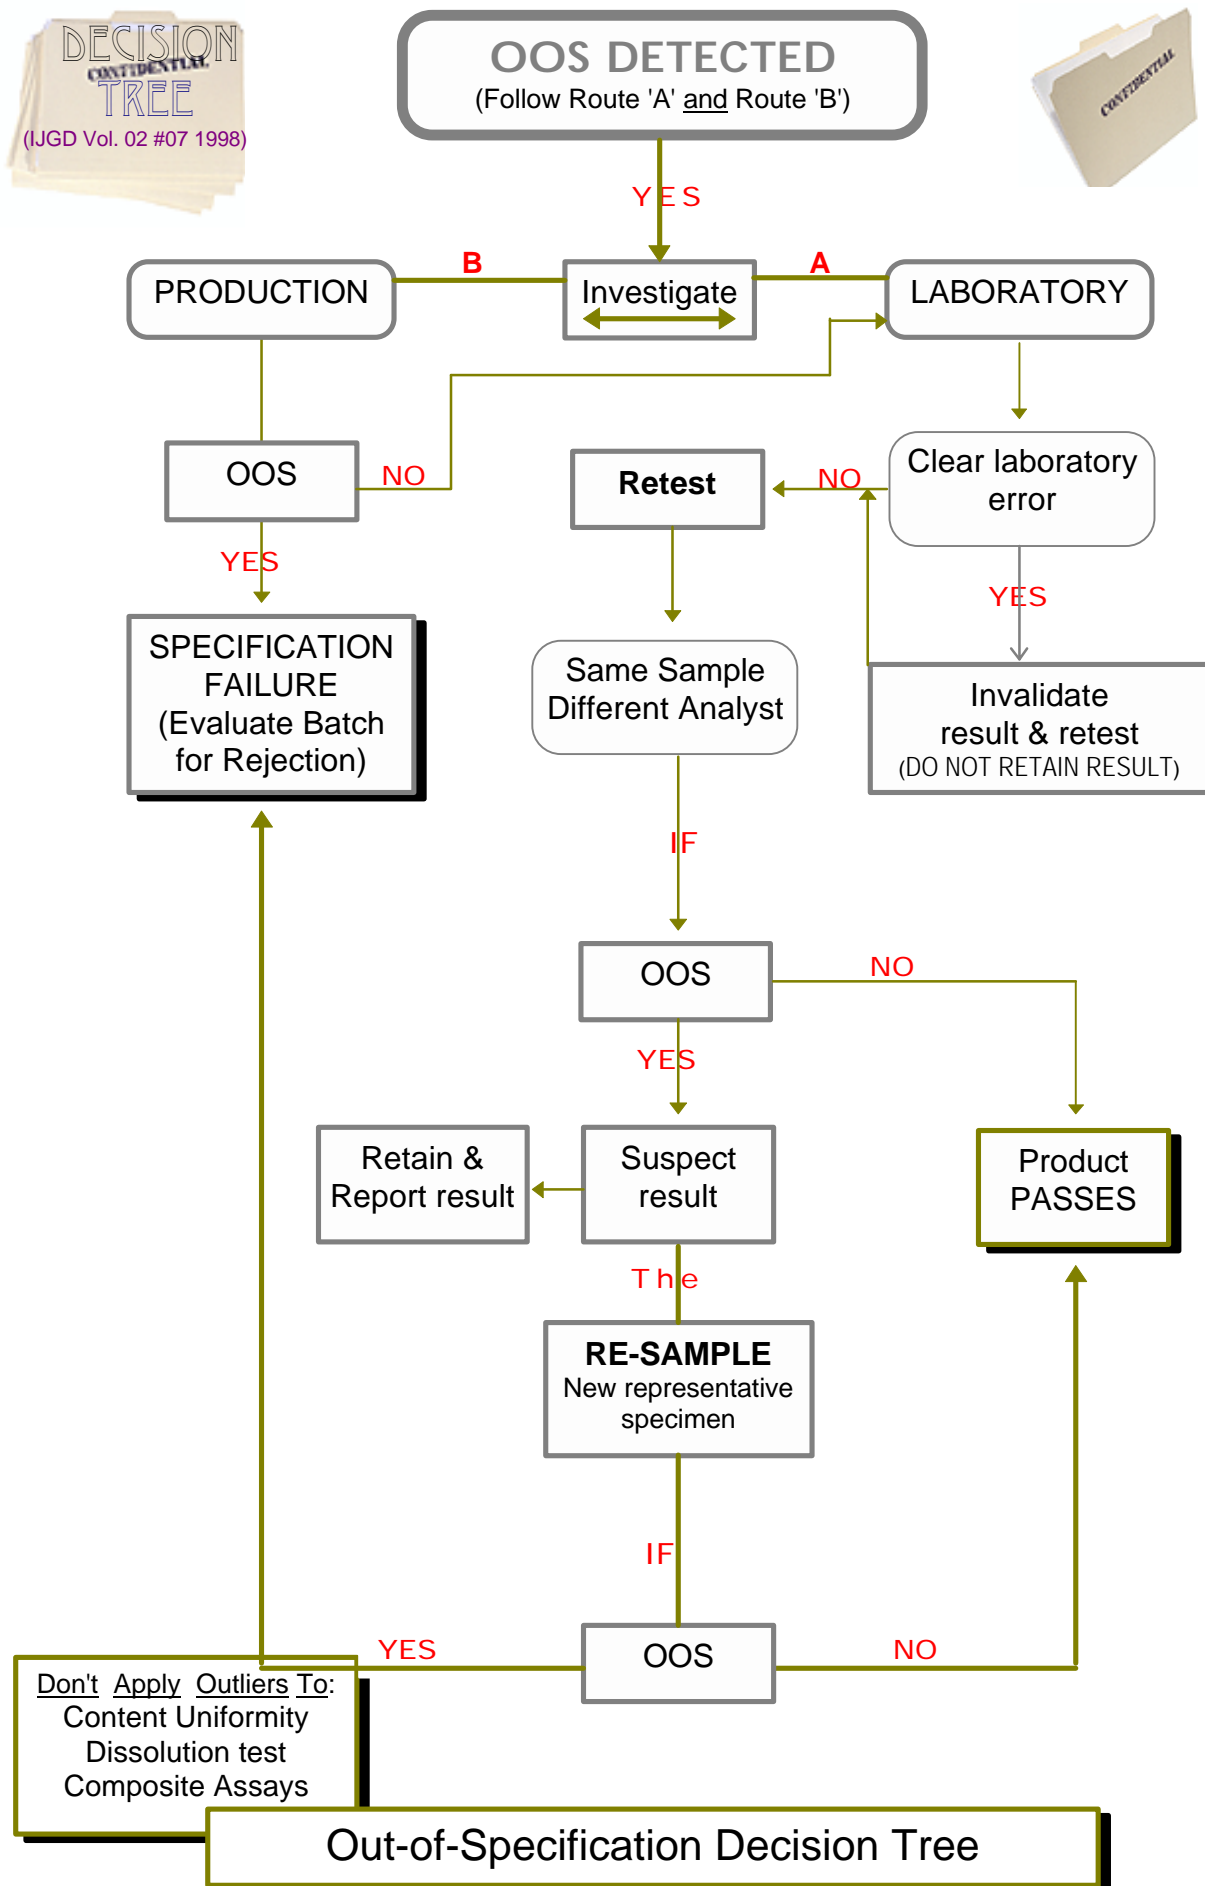 DECISION
CONFIDENTIAL
TREE
(IJGD Vol. 02 #07 1998)
OOS DETECTED
(Follow Route 'A' and Route 'B')
CONFIDENTIAL
YES
B
A
PRODUCTION
Investigate
LABORATORY
OOS
NO
Retest
NO
Clear laboratory
error
YES
YES
SPECIFICATION
FAILURE
(Evaluate Batch
for Rejection)
Same Sample
Different Analyst
Invalidate
result & retest
(DO NOT RETAIN RESULT)
IF
OOS
NO
YES
Retain &
Report result
Suspect
result
Product
PASSES
The
RE-SAMPLE
New representative
specimen
IF
YES
OOS
NO
Don't Apply Outliers To:
Content Uniformity
Dissolution test
Composite Assays
Out-of-Specification Decision Tree